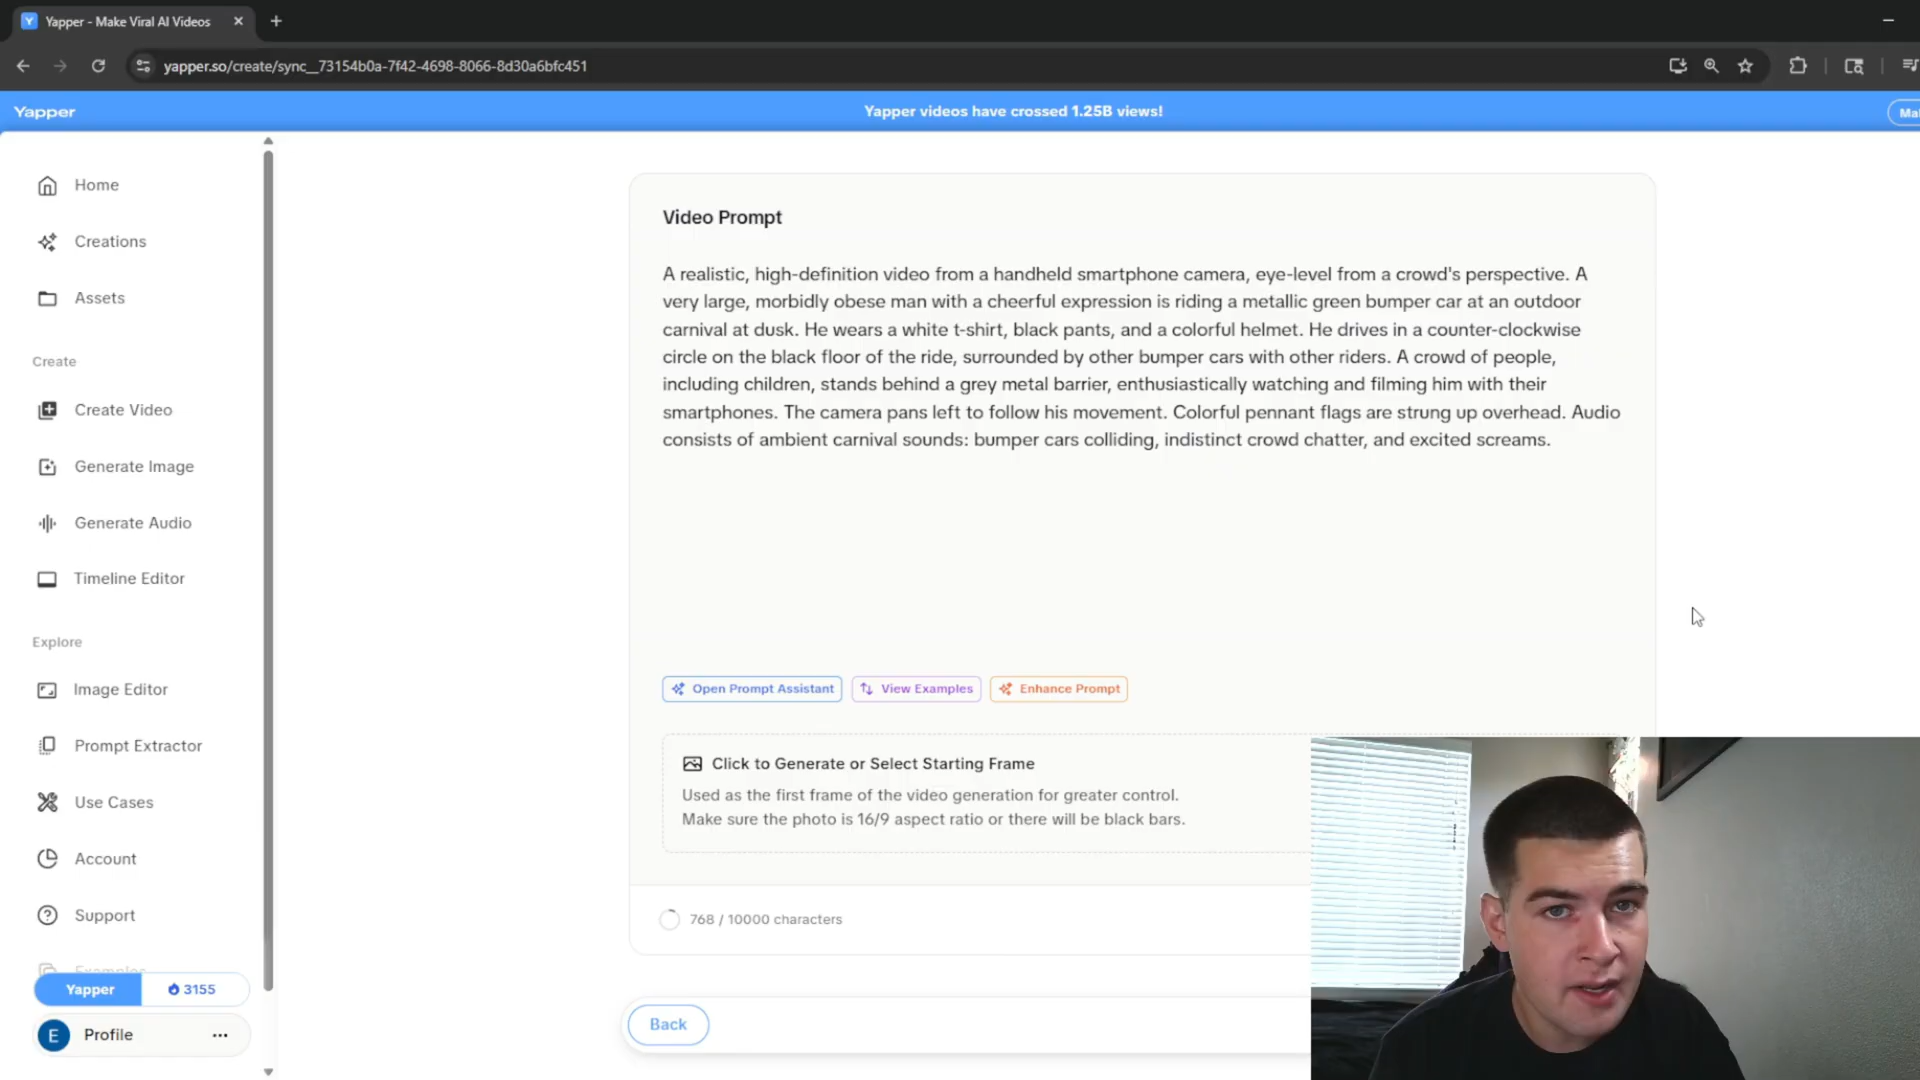 Yapper - Make Viral AI Videos
yapper.so/create/sync__73154b0a-7f42-4698-8066-8d30a6bfc451
Yapper
Yapper videos have crossed 1.25B views!
Home
Creations
Assets
Create
Create Video
Generate Image
Generate Audio
Timeline Editor
Explore
Image Editor
Prompt Extractor
Use Cases
Account
Support
Examples
Yapper
3155
E
Profile
Video Prompt
A realistic, high-definition video from a handheld smartphone camera, eye-level from a crowd's perspective. A
very large, morbidly obese man with a cheerful expression is riding a metallic green bumper car at an outdoor
carnival at dusk. He wears a white t-shirt, black pants, and a colorful helmet. He drives in a counter-clockwise
circle on the black floor of the ride, surrounded by other bumper cars with other riders. A crowd of people,
including children, stands behind a grey metal barrier, enthusiastically watching and filming him with their
smartphones. The camera pans left to follow his movement. Colorful pennant flags are strung up overhead. Audio
consists of ambient carnival sounds: bumper cars colliding, indistinct crowd chatter, and excited screams.
Open Prompt Assistant
View Examples
Enhance Prompt
Click to Generate or Select Starting Frame
Used as the first frame of the video generation for greater control.
Make sure the photo is 16/9 aspect ratio or there will be black bars.
768 / 10000 characters
Back